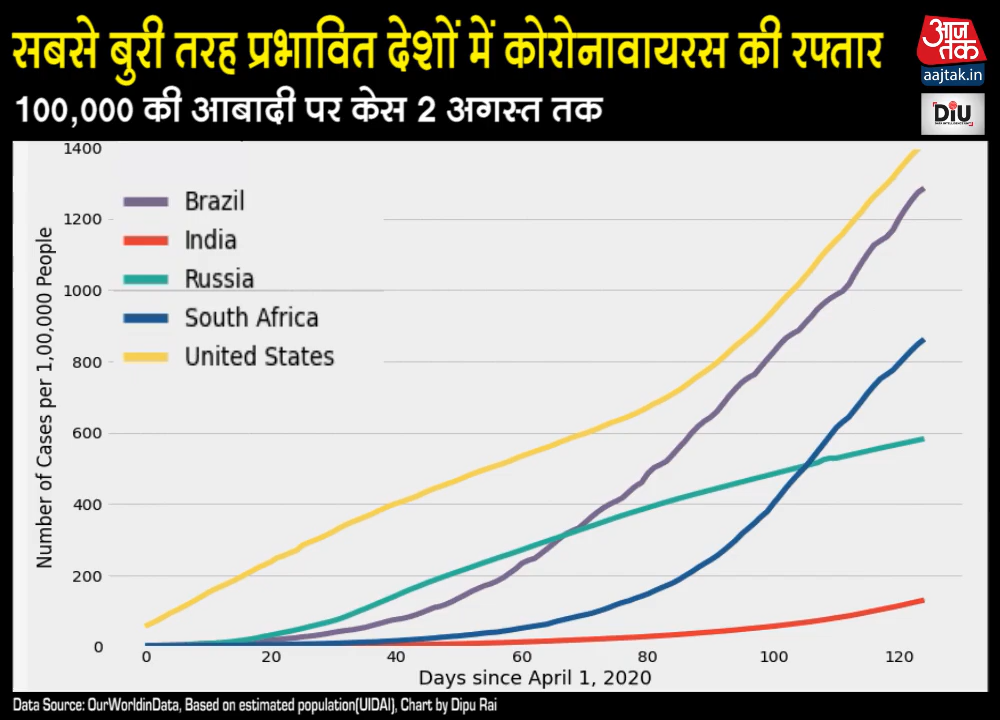 सबसे बुरी तरह प्रभावित देशों में कोरोनावायरस की रफ्तार
आज
तक
aajtak.in
100,000 की आबादी पर केस 2 अगस्त तक
DiU
1400
1200
1000
800
600
400
200
0
Number of Cases per 1,00,000 People
Brazil
India
Russia
South Africa
United States
0 20 40 60 80 100 120
Days since April 1, 2020
Data Source: OurWorldinData, Based on estimated population(UIDAI), Chart by Dipu Rai